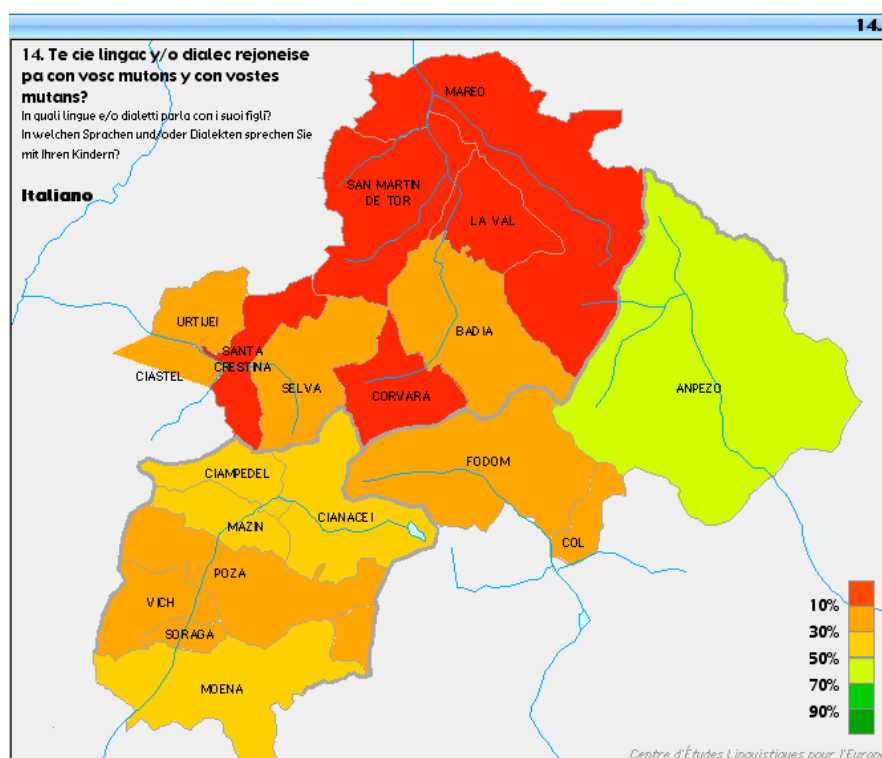 14.
14. Te cie lingac y/o dialec rejoneise
pa con vosc mutons y con vostes
mutans?
In quali lingue e/o dialetti parla con i suoi figli?
In welchen Sprachen und/oder Dialekten sprechen Sie
mit Ihren Kindern?
Italiano
MAREO
SAN MARTIN
DE TOR
LA VAL
URTIJEI
BADIA
SANTA
CRESTINA
CIASTEL
SELVA
CORVARA
ANPEZO
CIAMPEDEL
FODOM
MAZIN
CIANACEI
COL
POZA
VICH
SORAGA
MOENA
10%
30%
50%
70%
90%
Centre d'Études Linguistiques pour l'Europe